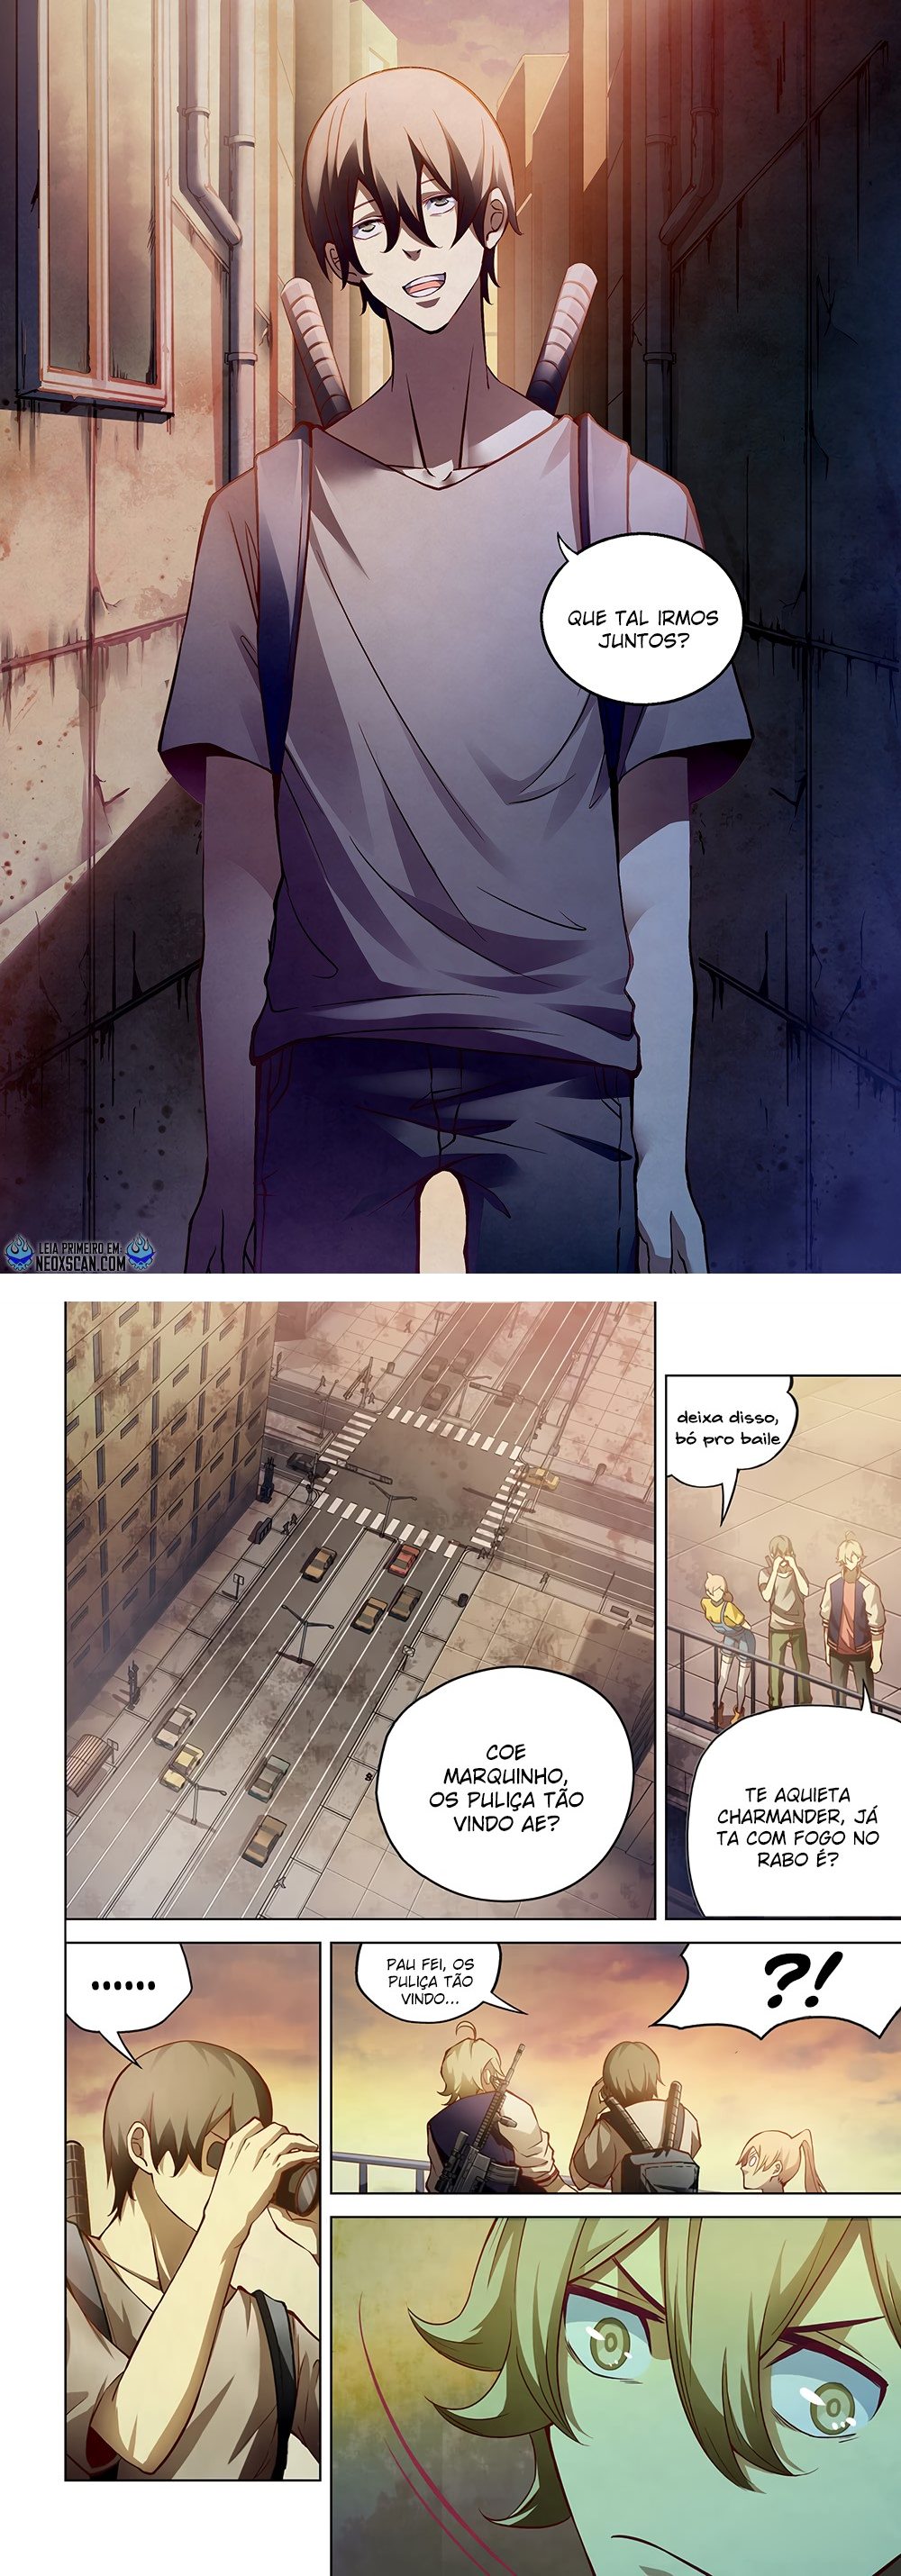 QUE TAL IRMOS
JUNTOS?
LEIA PRIMEIRO EM:
NEOXSCAN.COM
deixa disso,
bó pro baile
COE
MARQUINHO,
OS PULIÇA TÃO
VINDO AE?
TE AQUIETA
CHARMANDER, JÁ
TA COM FOGO NO
RABO É?
......
PAU FEI, OS
PULIÇA TÃO
VINDO...
?!